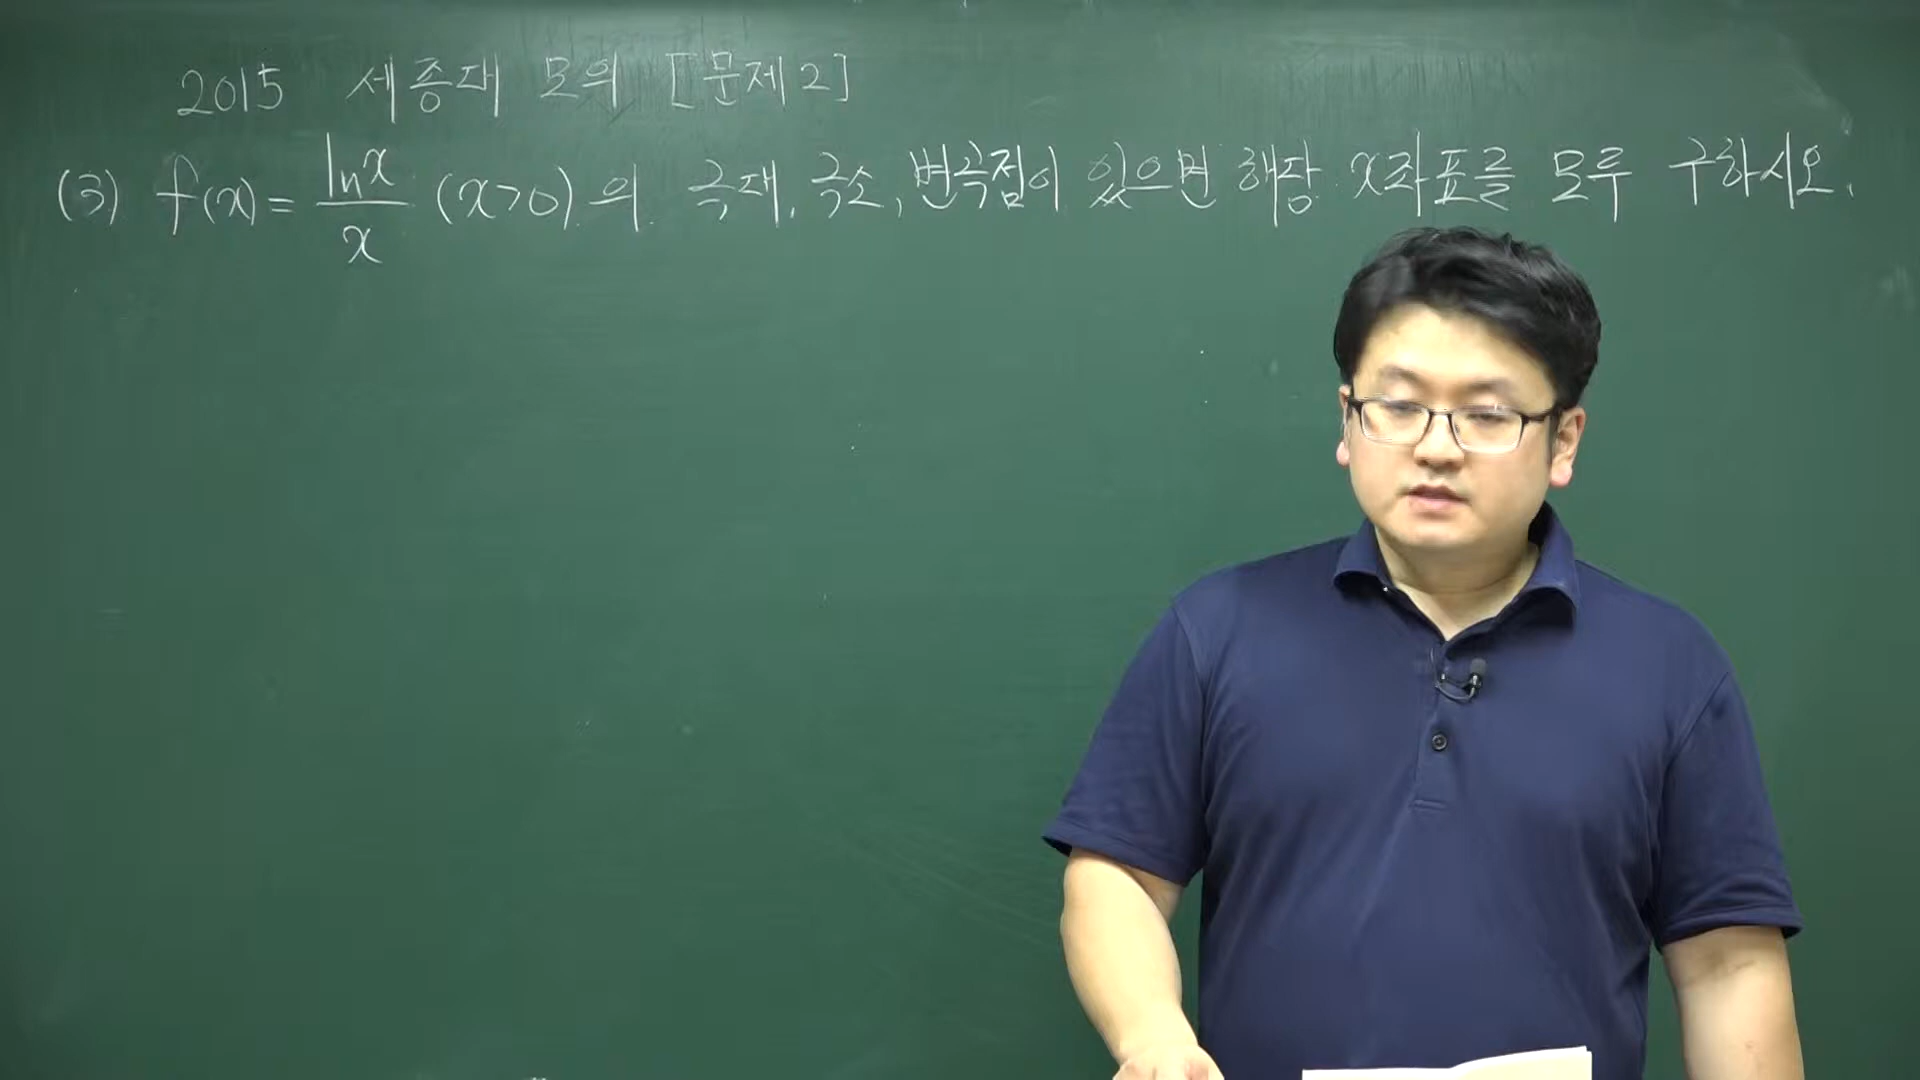 2015 세종대 모의 [문제2]
(3) f(x) = lnx/x (x>0)의 극대, 극소, 변곡점이 있으면 해당 x좌표를 모두 구하시오.